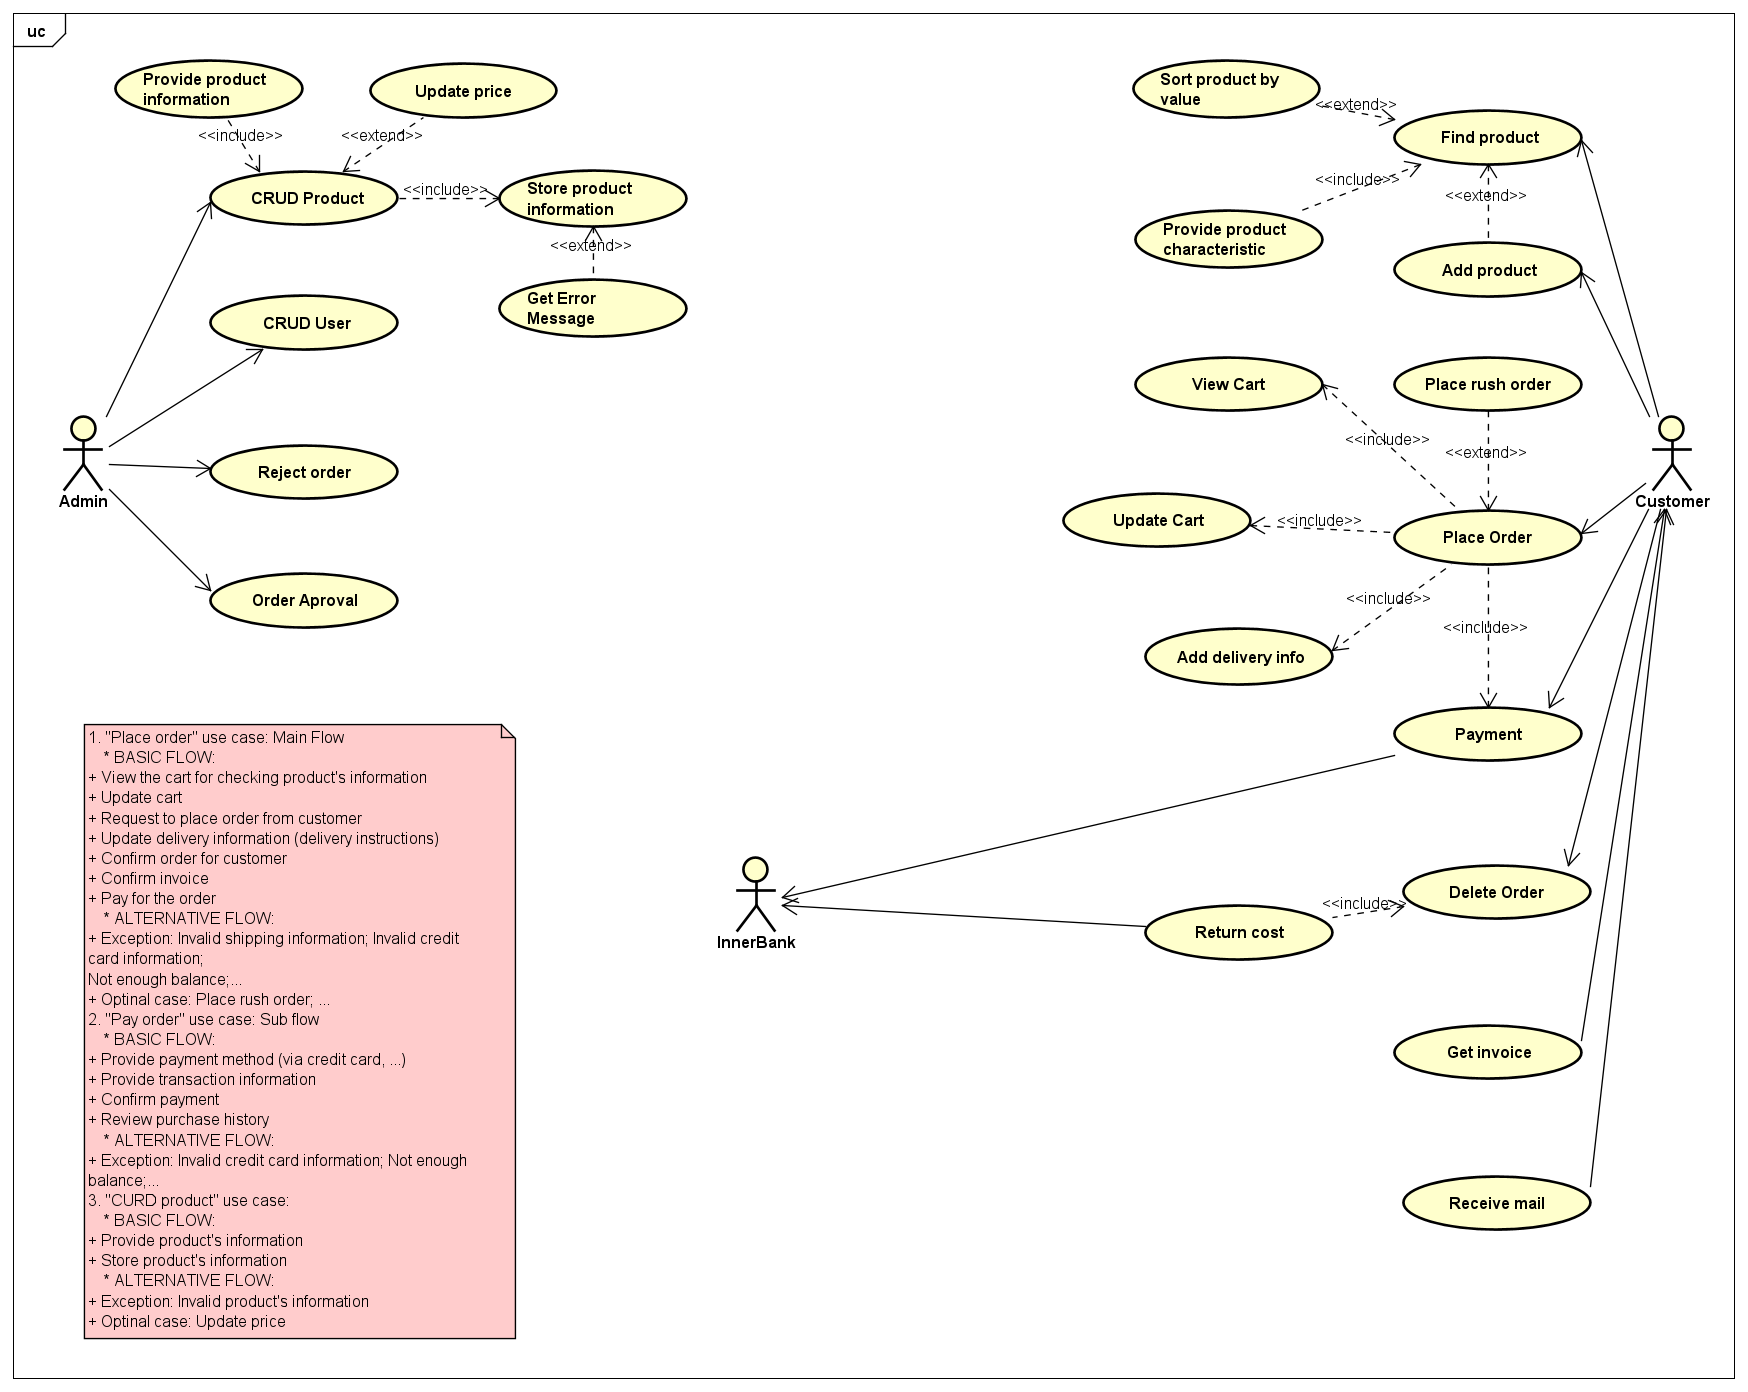 uc
Provide product
information
Update price
<<include>>
<<extend>>
CRUD Product
<<include>>
Store product
information
<<extend>>
Get Error
Message
CRUD User
Reject order
Admin
Order Aproval
Sort product by
value
<<extend>>
Find product
<<include>>
<<extend>>
Provide product
characteristic
Add product
View Cart
Place rush order
<<include>>
<<extend>>
Customer
Update Cart
<<include>>
Place Order
<<include>>
<<include>>
Add delivery info
Payment
InnerBank
Return cost
<<include>>
Delete Order
Get invoice
Receive mail
1. "Place order" use case: Main Flow
* BASIC FLOW:
+ View the cart for checking product's information
+ Update cart
+ Request to place order from customer
+ Update delivery information (delivery instructions)
+ Confirm order for customer
+ Confirm invoice
+ Pay for the order
* ALTERNATIVE FLOW:
+ Exception: Invalid shipping information; Invalid credit
card information;
Not enough balance;...
+ Optinal case: Place rush order; ...
2. "Pay order" use case: Sub flow
* BASIC FLOW:
+ Provide payment method (via credit card, ...)
+ Provide transaction information
+ Confirm payment
+ Review purchase history
* ALTERNATIVE FLOW:
+ Exception: Invalid credit card information; Not enough
balance;...
3. "CURD product" use case:
* BASIC FLOW:
+ Provide product's information
+ Store product's information
* ALTERNATIVE FLOW:
+ Exception: Invalid product's information
+ Optinal case: Update price